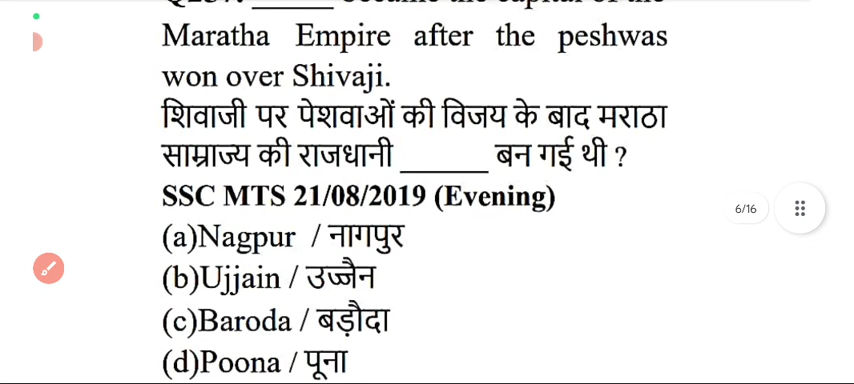 Maratha Empire after the peshwas
won over Shivaji.
शिवाजी पर पेशवाओं की विजय के बाद मराठा
साम्राज्य की राजधानी ______ बन गई थी ?
SSC MTS 21/08/2019 (Evening)
(a)Nagpur / नागपुर
(b)Ujjain / उज्जैन
(c)Baroda / बड़ौदा
(d)Poona / पूना
6/16